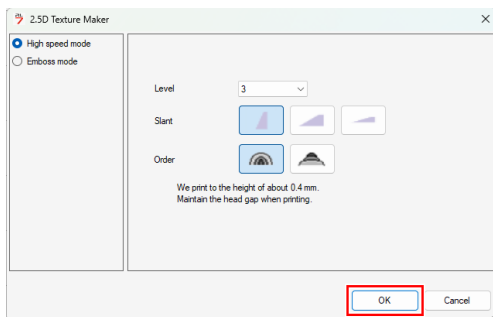 2.5D Texture Maker
High speed mode
Emboss mode
Level
3
Slant
Order
We print to the height of about 0.4 mm.
Maintain the head gap when printing.
OK
Cancel